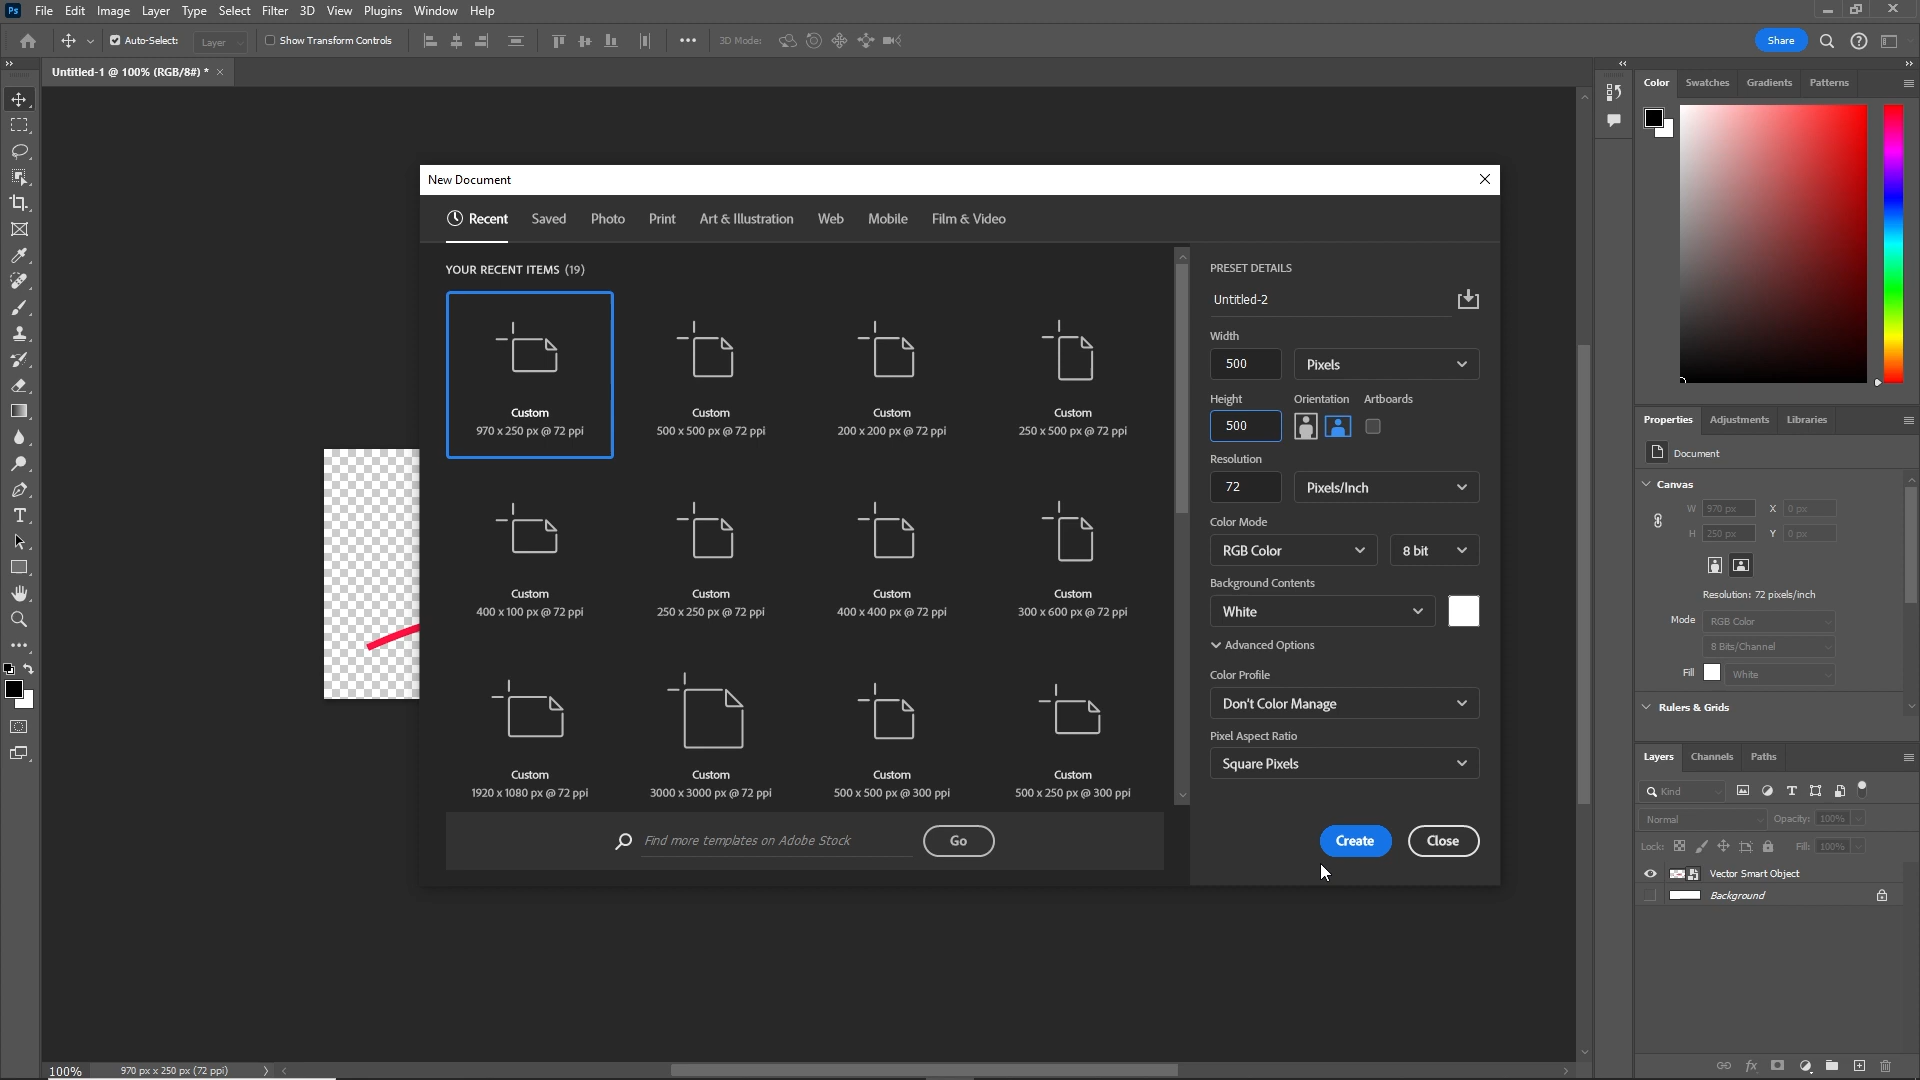 Ps File Edit Image Layer Type Select Filter 3D View Plugins Window Help
Auto-Select: Layer Show Transform Controls 3D Mode: Share
Untitled-1 @ 100% (RGB/8#) *
New Document
Recent Saved Photo Print Art & Illustration Web Mobile Film & Video
YOUR RECENT ITEMS (19)
Custom Custom Custom Custom
970 x 250 px @ 72 ppi 500 x 500 px @ 72 ppi 200 x 200 px @ 72 ppi 250 x 500 px @ 72 ppi
Custom Custom Custom Custom
400 x 100 px @ 72 ppi 250 x 250 px @ 72 ppi 400 x 400 px @ 72 ppi 300 x 600 px @ 72 ppi
Custom Custom Custom Custom
1920 x 1080 px @ 72 ppi 3000 x 3000 px @ 72 ppi 500 x 500 px @ 300 ppi 500 x 250 px @ 300 ppi
Find more templates on Adobe Stock Go
PRESET DETAILS
Untitled-2
Width
500 Pixels
Height Orientation Artboards
500
Resolution
72 Pixels/Inch
Color Mode
RGB Color 8 bit
Background Contents
White
Advanced Options
Color Profile
Don't Color Manage
Pixel Aspect Ratio
Square Pixels
Create Close
Color Swatches Gradients Patterns
Properties Adjustments Libraries
Document
Canvas
W 970 px X 0 px
H 250 px Y 0 px
Resolution: 72 pixels/inch
Mode RGB Color
8 Bits/Channel
Fill White
Rulers & Grids
Layers Channels Paths
Kind
Normal Opacity: 100%
Lock: Fill: 100%
Vector Smart Object
Background
100% 970 px x 250 px (72 ppi)